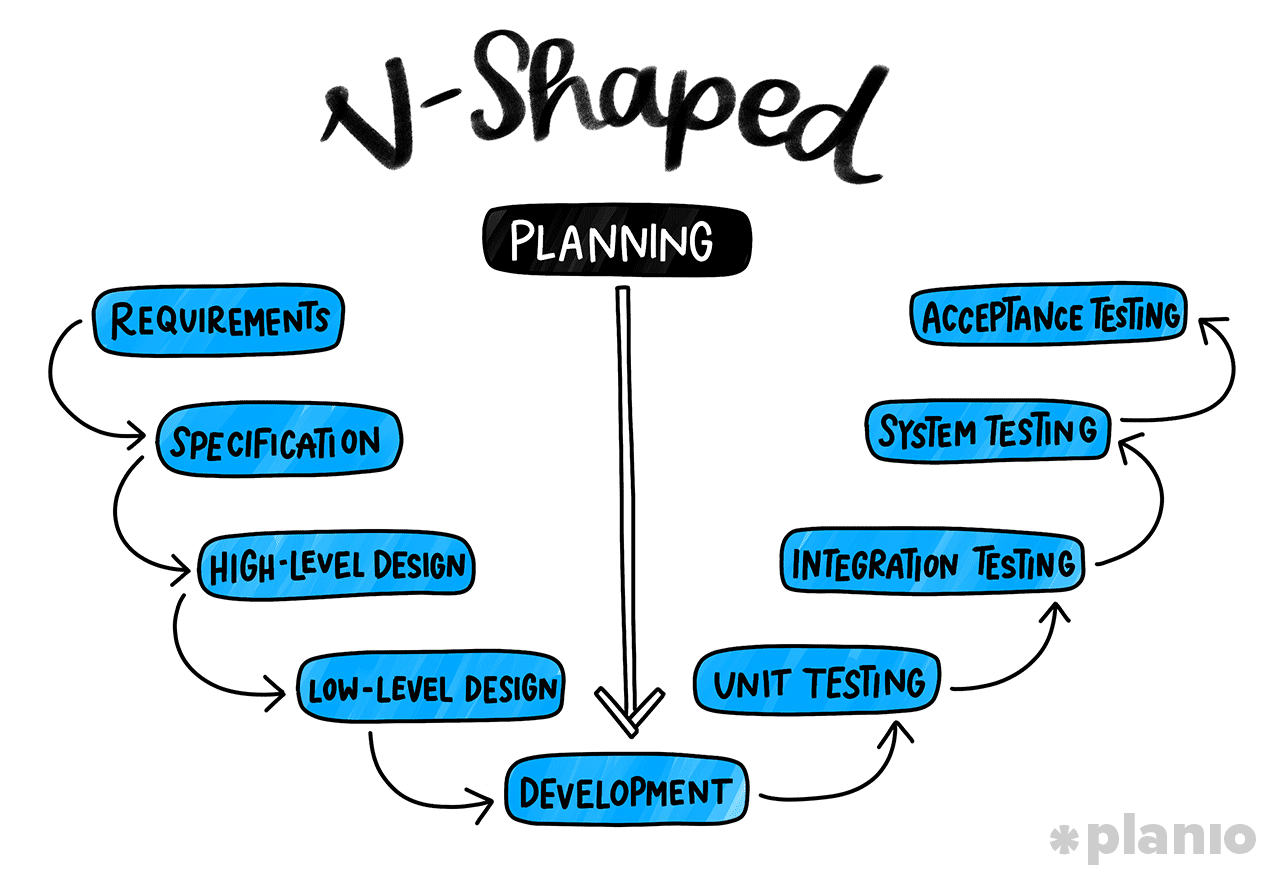 V-Shaped
PLANNING
REQUIREMENTS
SPECIFICATION
HIGH-LEVEL DESIGN
LOW-LEVEL DESIGN
DEVELOPMENT
UNIT TESTING
INTEGRATION TESTING
SYSTEM TESTING
ACCEPTANCE TESTING
planio